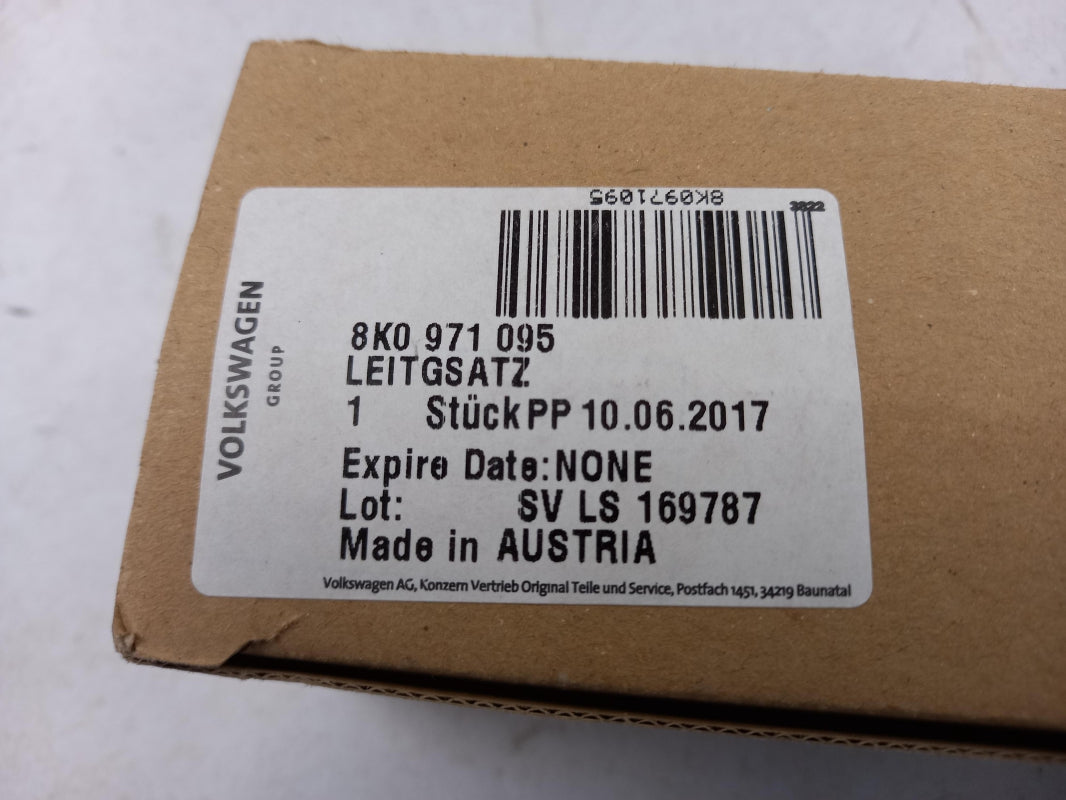 8K0971095
3822
VOLKSWAGEN
GROUP
8K0 971 095
LEITGSATZ
1 Stück PP 10.06.2017
Expire Date: NONE
Lot: SV LS 169787
Made in AUSTRIA
Volkswagen AG, Konzern Vertrieb Original Teile und Service, Postfach 1451, 34219 Baunatal